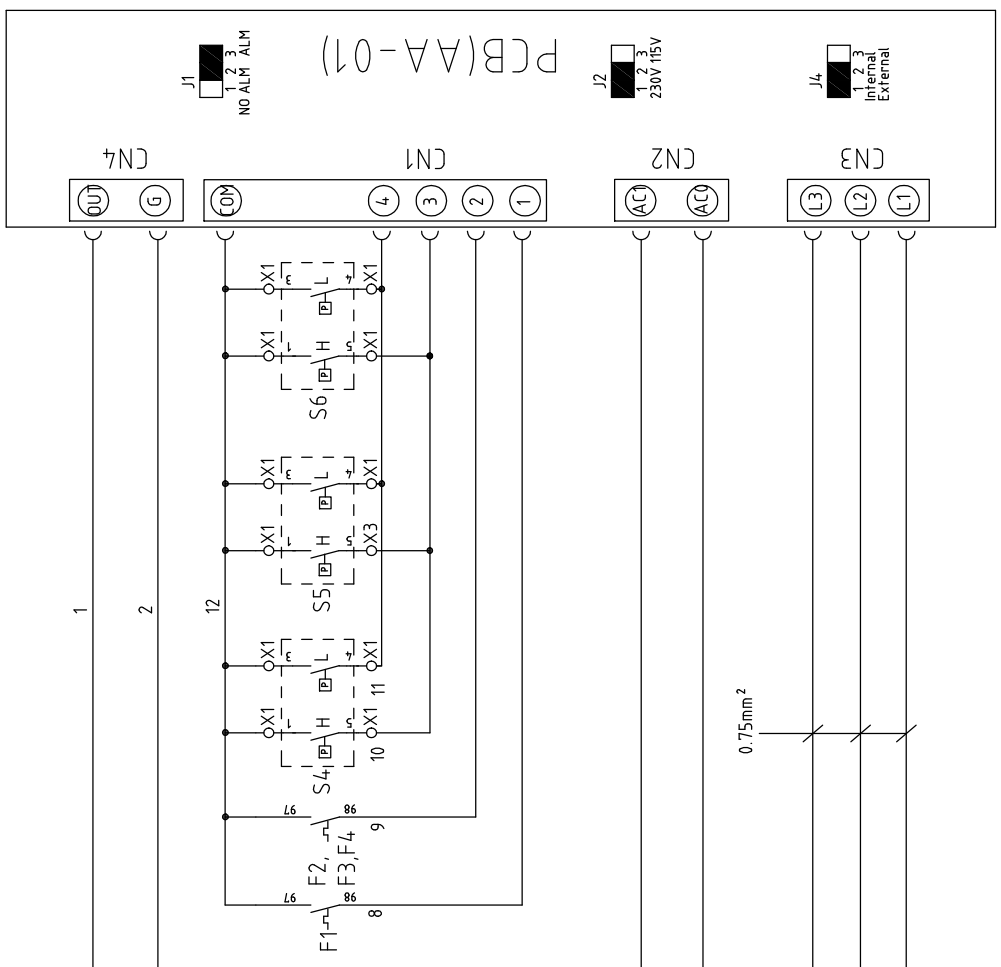 PCB(AA-01)
J1
1 2 3
NO ALM ALM
J2
1 2 3
230V 115V
J4
1 2 3
Internal
External
CN4
CN1
CN2
CN3
OUT
G
COM
4
3
2
1
AC1
AC0
L3
L2
L1
X1
3
L
4
X1
P
X1
1
H
5
X1
P
S6
X1
3
L
4
X1
P
X1
1
H
5
X3
P
S5
1
2
12
X1
3
L
4
X1
P
11
X1
1
H
5
X1
P
10
S4
0.75mm²
97
98
9
F2,
F3,F4
97
98
8
F1